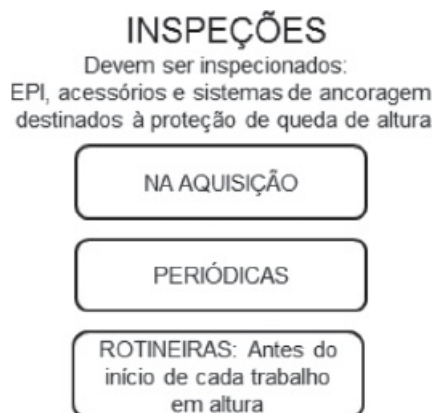 INSPEÇÕES
Devem ser inspecionados:
EPI, acessórios e sistemas de ancoragem
destinados à proteção de queda de altura
NA AQUISIÇÃO
PERIÓDICAS
ROTINEIRAS: Antes do
início de cada trabalho
em altura